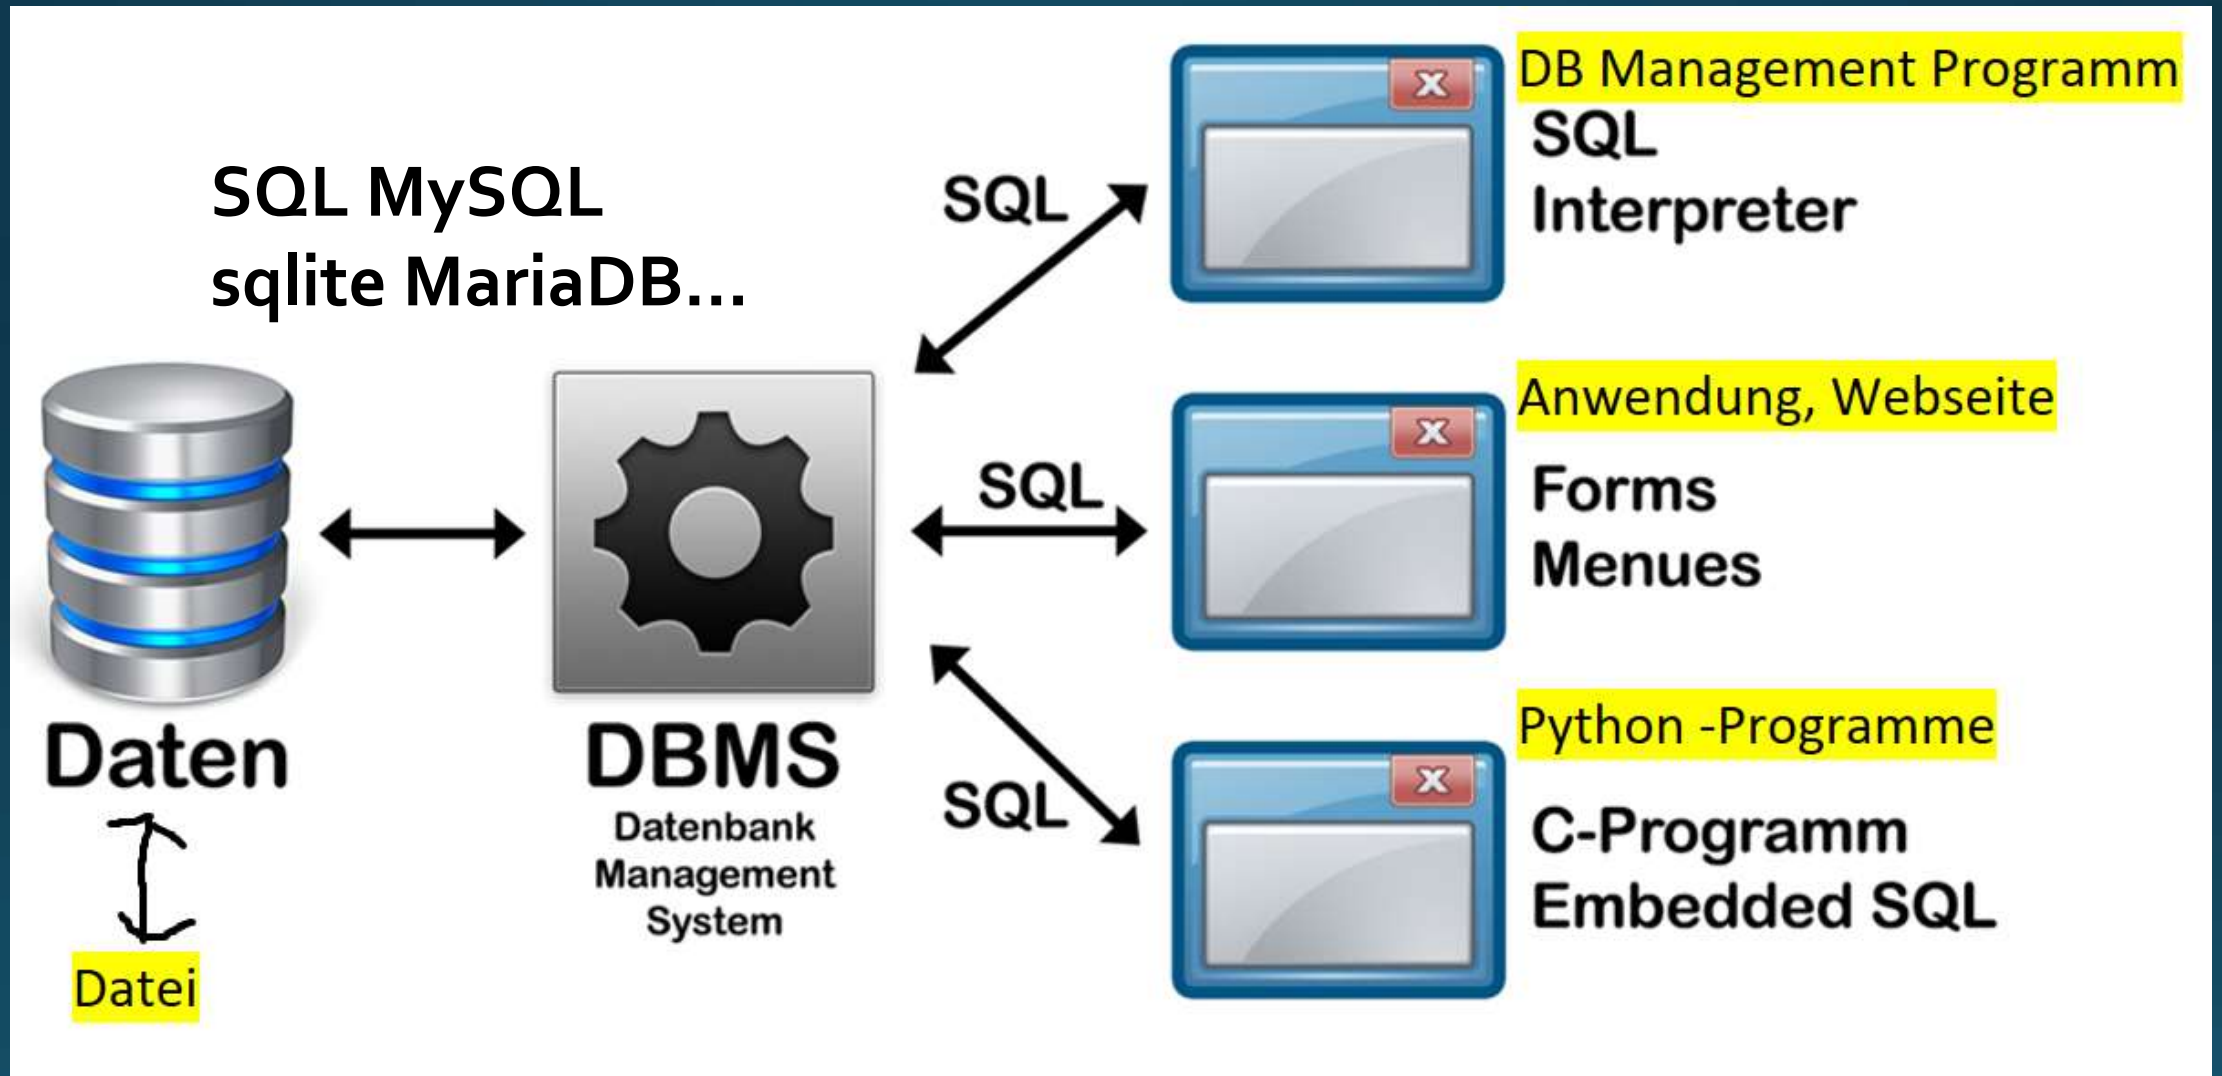 SQL MySQL
sqlite MariaDB...
Daten
Datei
DBMS
Datenbank
Management
System
SQL
SQL
SQL
DB Management Programm
SQL
Interpreter
Anwendung, Webseite
Forms
Menues
Python -Programme
C-Programm
Embedded SQL